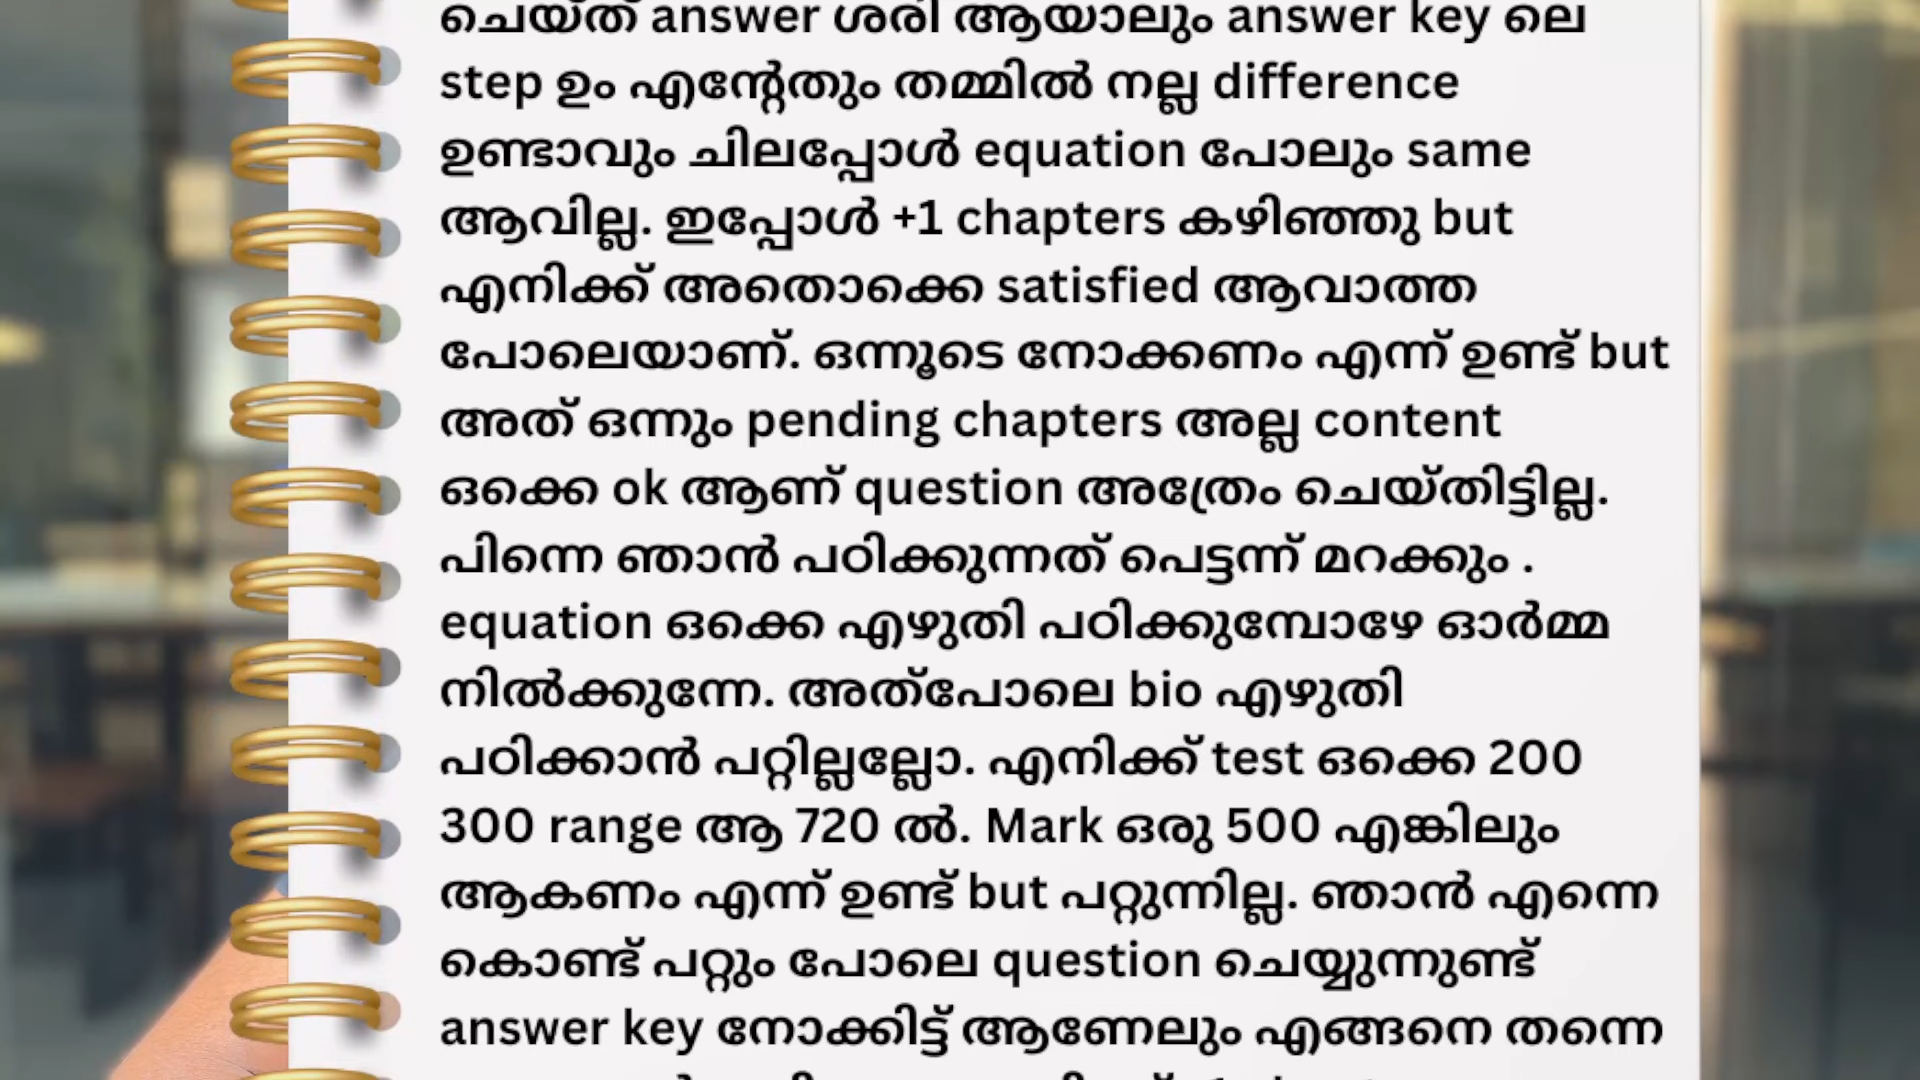 ചെയ്ത് answer ശരി ആയാലും answer key ലെ
step ഉം എന്റേതും തമ്മിൽ നല്ല difference
ഉണ്ടാവും ചിലപ്പോൾ equation പോലും same
ആവില്ല. ഇപ്പോൾ +1 chapters കഴിഞ്ഞു but
എനിക്ക് അതൊക്കെ satisfied ആവാത്ത
പോലെയാണ്. ഒന്നൂടെ നോക്കണം എന്ന് ഉണ്ട് but
അത് ഒന്നും pending chapters അല്ല content
ഒക്കെ ok ആണ് question അത്രേം ചെയ്തിട്ടില്ല.
പിന്നെ ഞാൻ പഠിക്കുന്നത് പെട്ടന്ന് മറക്കും .
equation ഒക്കെ എഴുതി പഠിക്കുമ്പോഴേ ഓർമ്മ
നിൽക്കുന്നേ. അത്പോലെ bio എഴുതി
പഠിക്കാൻ പറ്റില്ലല്ലോ. എനിക്ക് test ഒക്കെ 200
300 range ആ 720 ൽ. Mark ഒരു 500 എങ്കിലും
ആകണം എന്ന് ഉണ്ട് but പറ്റുന്നില്ല. ഞാൻ എന്നെ
കൊണ്ട് പറ്റും പോലെ question ചെയ്യുന്നുണ്ട്
answer key നോക്കിട്ട് ആണേലും എങ്ങനെ തന്നെ